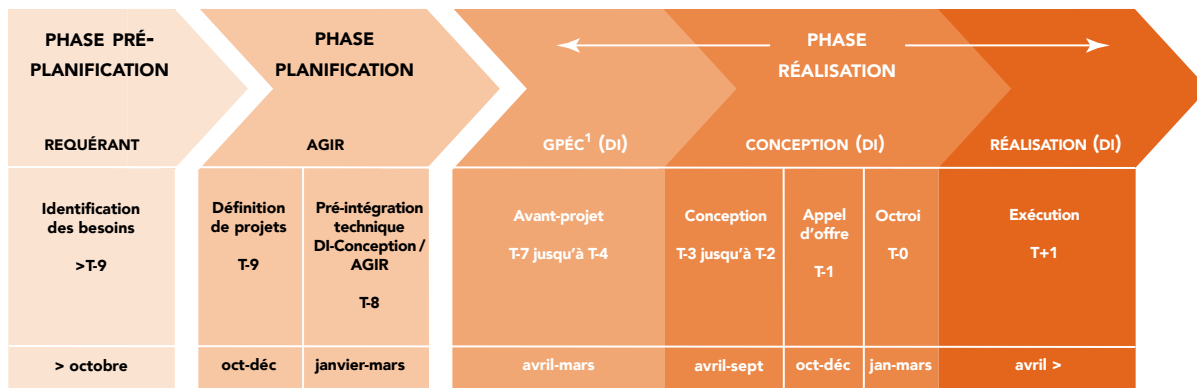 PHASE PRÉ-
PLANIFICATION
PHASE
PLANIFICATION
PHASE
RÉALISATION
REQUÉRANT
AGIR
GPÉC¹ (DI)
CONCEPTION (DI)
RÉALISATION (DI)
Identification
des besoins
>T-9
Définition
de projets
T-9
Pré-intégration
technique
DI-Conception /
AGIR
T-8
Avant-projet
T-7 jusqu'à T-4
Conception
T-3 jusqu'à T-2
Appel
d'offre
T-1
Octroi
T-0
Exécution
T+1
> octobre
oct-déc
janvier-mars
avril-mars
avril-sept
oct-déc
jan-mars
avril >